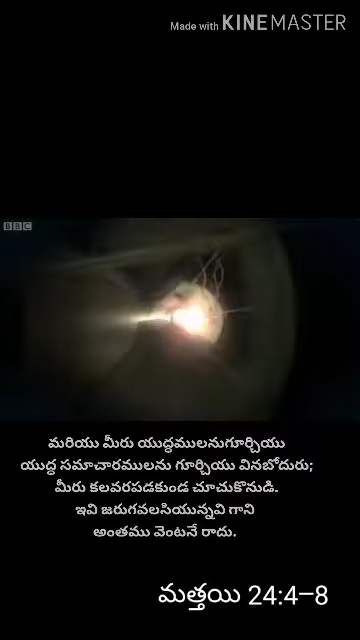 Made with KINEMASTER
BBC
మరియు మీరు యుద్ధములనుగూర్చియు
యుద్ధ సమాచారములను గూర్చియు వినబోదురు;
మీరు కలవరపడకుండ చూచుకొనుడి.
ఇవి జరుగవలసియున్నవి గాని
అంతము వెంటనే రాదు.
మత్తయి 24:4–8